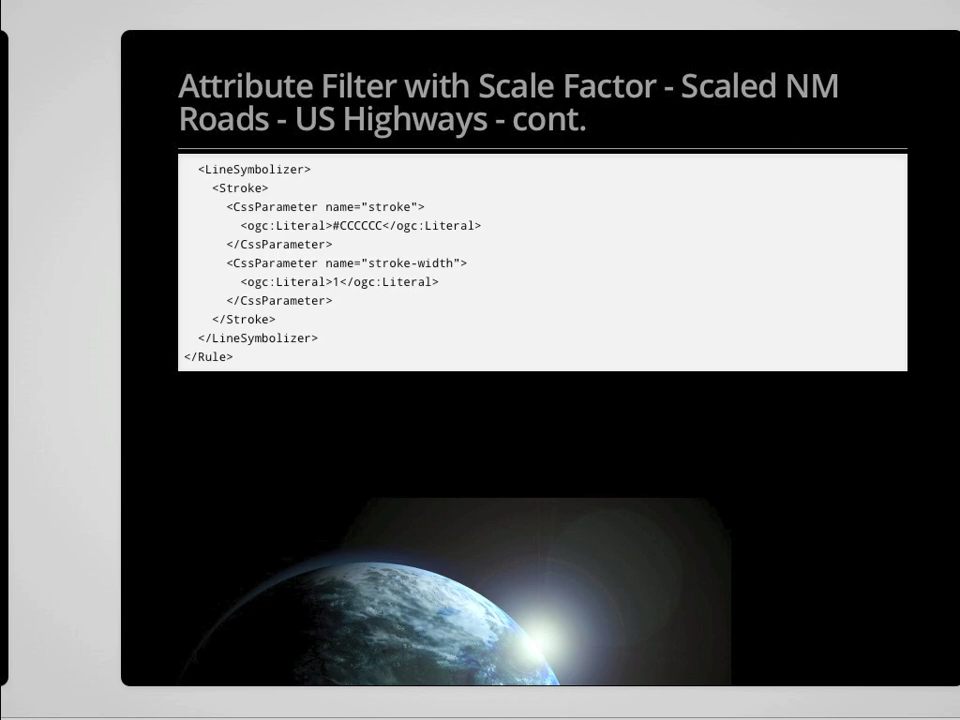 Attribute Filter with Scale Factor - Scaled NM
Roads - US Highways - cont.
<LineSymbolizer>
<Stroke>
<CssParameter name="stroke">
<ogc:Literal>#CCCCCC</ogc:Literal>
</CssParameter>
<CssParameter name="stroke-width">
<ogc:Literal>1</ogc:Literal>
</CssParameter>
</Stroke>
</LineSymbolizer>
</Rule>